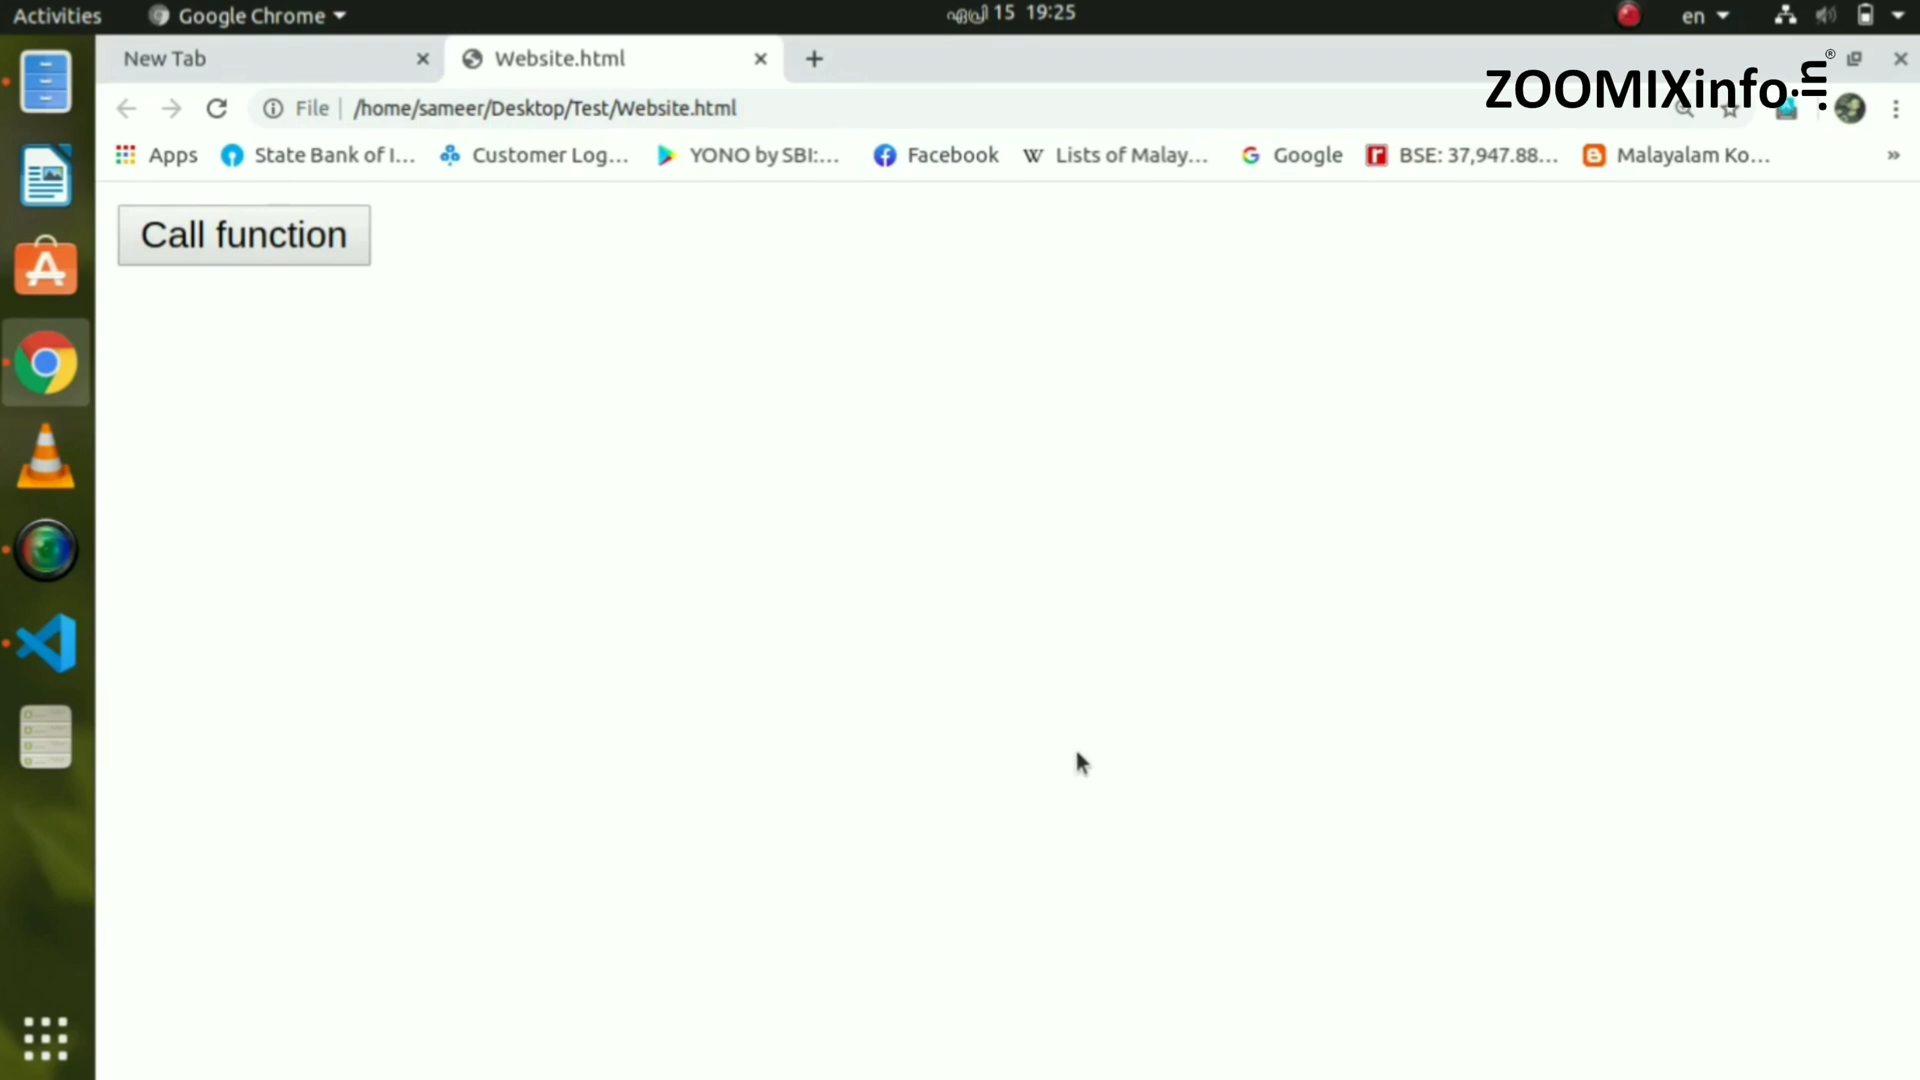 Activities Google Chrome ഏപ്രി 15 19:25 en
New Tab Website.html
ZOOMIXinfo.in®
File /home/sameer/Desktop/Test/Website.html
Apps State Bank of I... Customer Log... YONO by SBI:... Facebook Lists of Malay... Google BSE: 37,947.88... Malayalam Ko... »
Call function